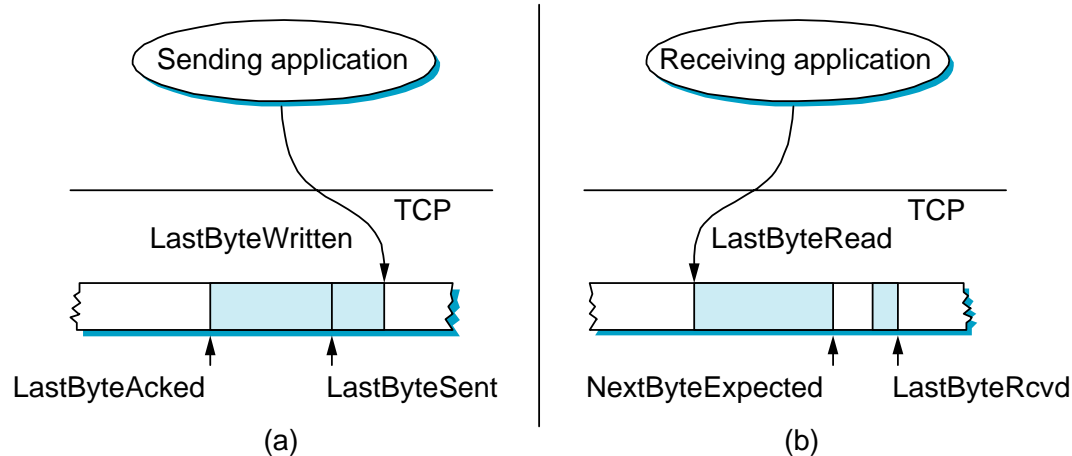 Sending application
TCP
LastByteWritten
LastByteAcked
LastByteSent
(a)
Receiving application
TCP
LastByteRead
NextByteExpected
LastByteRcvd
(b)